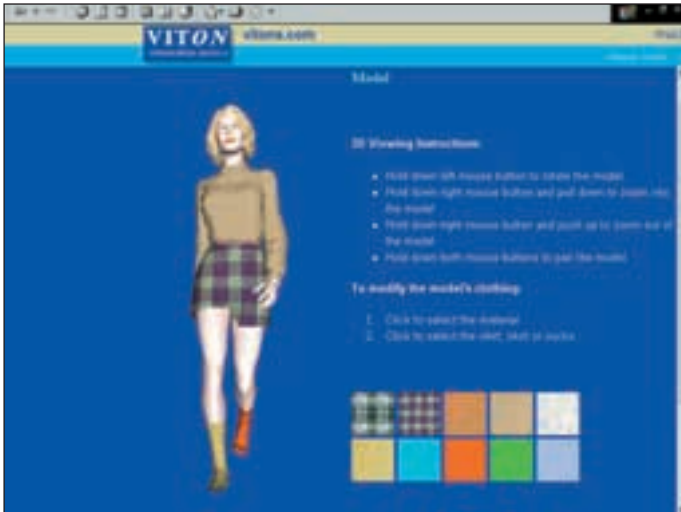 VITON
vitona.com
Model
3D Viewing Instructions:
• Hold down left mouse button to rotate the model
• Hold down right mouse button and pull down to zoom into
the model
• Hold down right mouse button and push up to zoom out of
the model
• Hold down both mouse buttons to pan the model
To modify the model's clothing:
1. Click to select the material
2. Click to select the shirt, skirt or socks